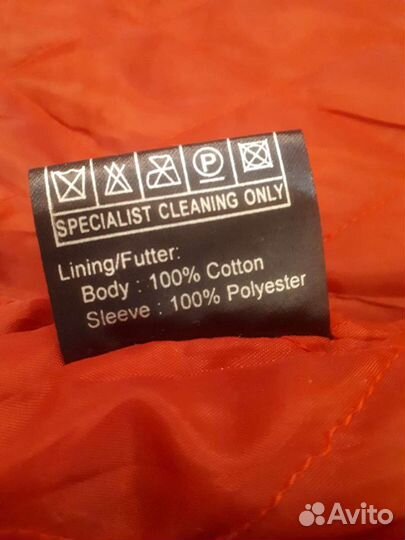 P
SPECIALIST CLEANING ONLY
Lining/Futter:
Body : 100% Cotton
Sleeve : 100% Polyester
Avito